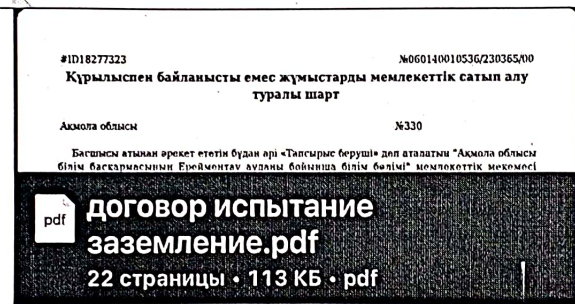 #ID18277323 №060140010536/230365/00
Құрылыспен байланысты емес жұмыстарды мемлекеттік сатып алу
туралы шарт
Ақмола облысы №330
Басшысы атынан әрекет ететін бұдан әрі «Тапсырыс беруші» деп аталатын "Ақмола облысы
білім басқармасының Ерейментау ауданы бойынша білім бөлімі" мемлекеттік мекемесі
pdf
договор испытание
заземление.pdf
22 страницы • 113 КБ • pdf